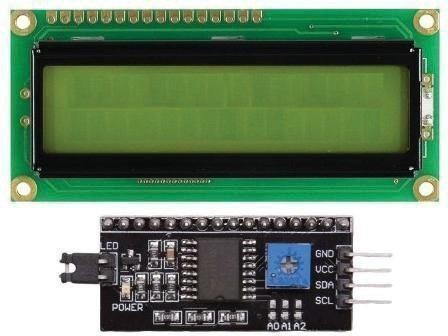 LED
GND
VCC
SDA
SCL
POWER
A0 A1 A2